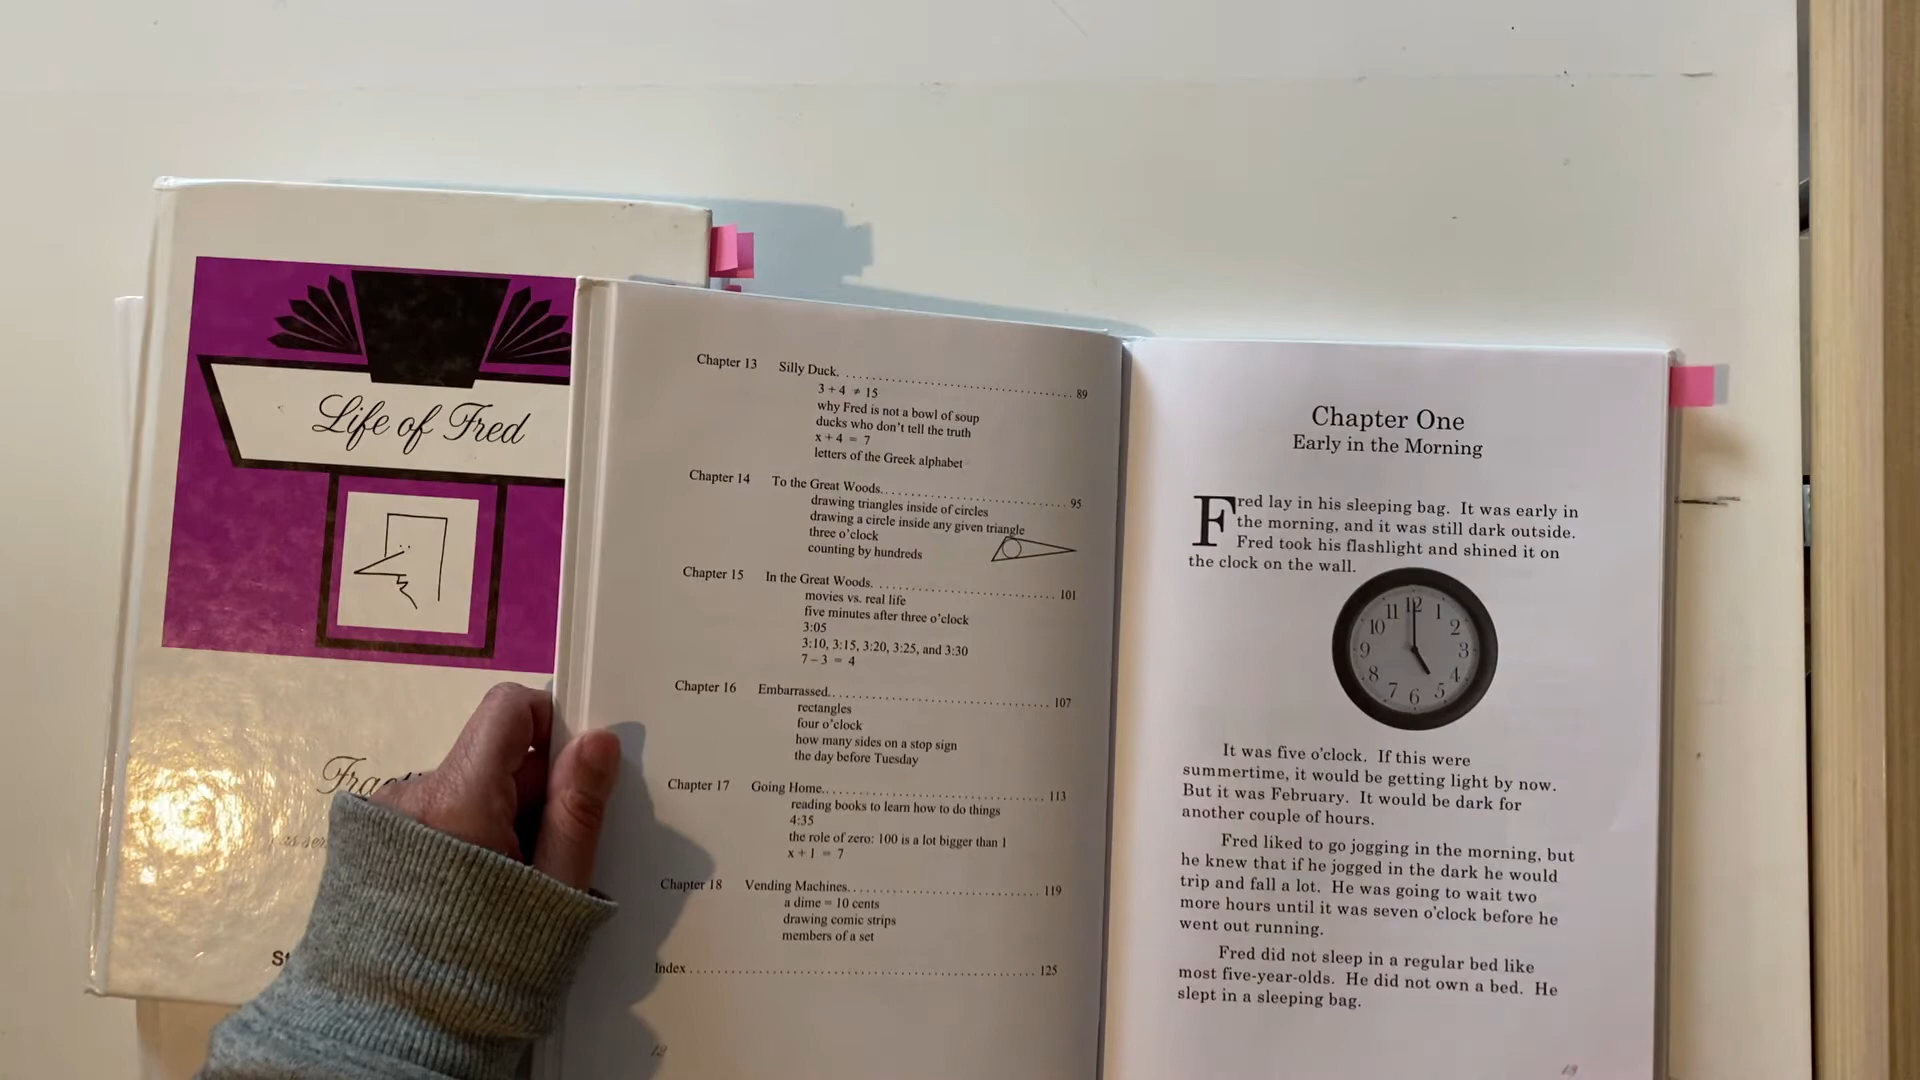 Life of Fred
Chapter 13 Silly Duck. . . . . . . . . . . . . . . . . . . . . . . . . . . . . . . . . . . . . . . 89
3 + 4 ≠ 15
why Fred is not a bowl of soup
ducks who don't tell the truth
x + 4 = 7
letters of the Greek alphabet
Chapter 14 To the Great Woods. . . . . . . . . . . . . . . . . . . . . . . . . . . . . . . 95
drawing triangles inside of circles
drawing a circle inside any given triangle
three o'clock
counting by hundreds
Chapter 15 In the Great Woods. . . . . . . . . . . . . . . . . . . . . . . . . . . . . . . 101
movies vs. real life
five minutes after three o'clock
3:05
3:10, 3:15, 3:20, 3:25, and 3:30
7 – 3 = 4
Chapter 16 Embarrassed. . . . . . . . . . . . . . . . . . . . . . . . . . . . . . . . . . . . . 107
rectangles
four o'clock
how many sides on a stop sign
the day before Tuesday
Chapter 17 Going Home. . . . . . . . . . . . . . . . . . . . . . . . . . . . . . . . . . . . . 113
reading books to learn how to do things
4:35
the role of zero: 100 is a lot bigger than 1
x + 1 = 7
Chapter 18 Vending Machines. . . . . . . . . . . . . . . . . . . . . . . . . . . . . . . . 119
a dime = 10 cents
drawing comic strips
members of a set
Index . . . . . . . . . . . . . . . . . . . . . . . . . . . . . . . . . . . . . . . . . . . . . . . . . 125
12
Chapter One
Early in the Morning
Fred lay in his sleeping bag. It was early in
the morning, and it was still dark outside.
Fred took his flashlight and shined it on
the clock on the wall.
11 12 1
10 2
9 3
8 4
7 6 5
It was five o'clock. If this were
summertime, it would be getting light by now.
But it was February. It would be dark for
another couple of hours.
Fred liked to go jogging in the morning, but
he knew that if he jogged in the dark he would
trip and fall a lot. He was going to wait two
more hours until it was seven o'clock before he
went out running.
Fred did not sleep in a regular bed like
most five-year-olds. He did not own a bed. He
slept in a sleeping bag.
13